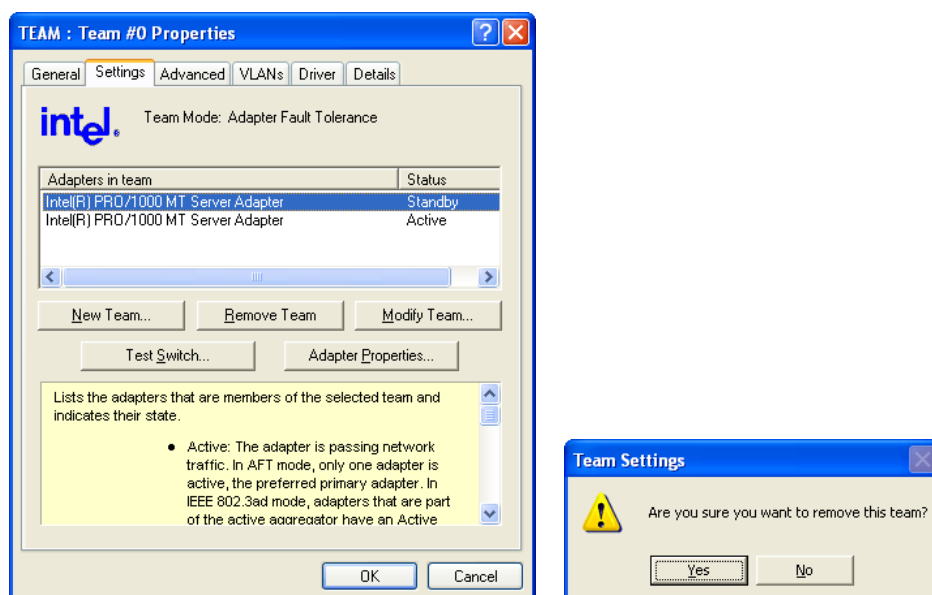 TEAM : Team #0 Properties
General Settings Advanced VLANs Driver Details
intel. Team Mode: Adapter Fault Tolerance
Adapters in team Status
Intel(R) PRO/1000 MT Server Adapter Standby
Intel(R) PRO/1000 MT Server Adapter Active
New Team... Remove Team Modify Team...
Test Switch... Adapter Properties...
Lists the adapters that are members of the selected team and
indicates their state.
• Active: The adapter is passing network
traffic. In AFT mode, only one adapter is
active, the preferred primary adapter. In
IEEE 802.3ad mode, adapters that are part
of the active aggregator have an Active
OK Cancel
Team Settings
Are you sure you want to remove this team?
Yes No